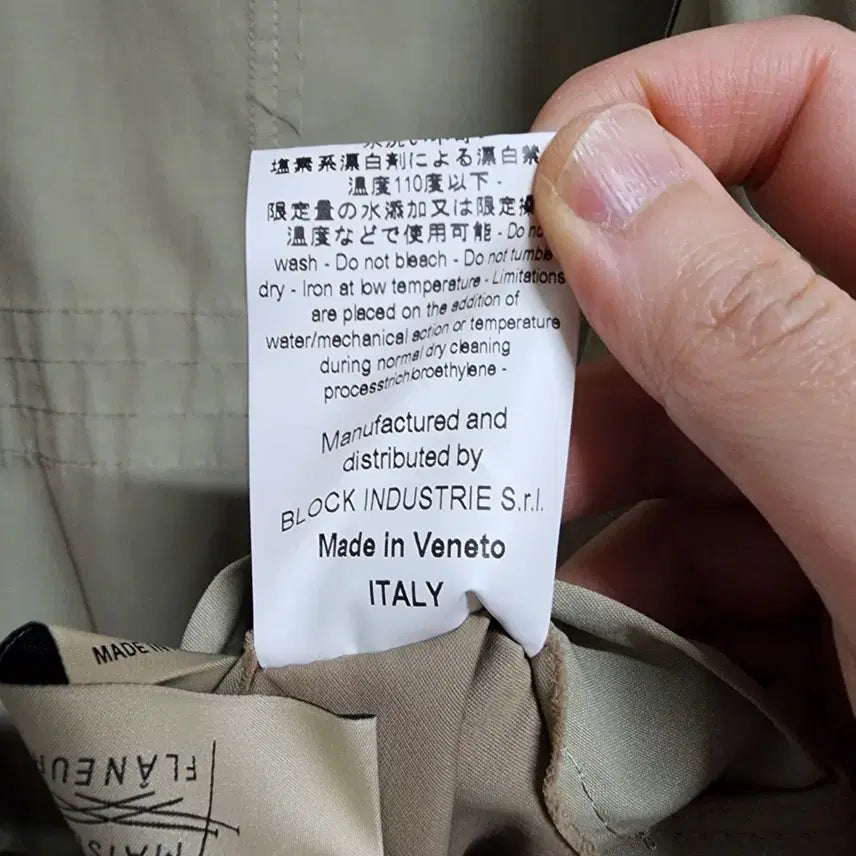 塩素系漂白剤による漂白禁
温度110度以下 -
限定量の水添加又は限定操
温度などで使用可能 - Do no
wash - Do not bleach - Do not tumble
dry - Iron at low temperature - Limitations
are placed on the addition of
water/mechanical action or temperature
during normal dry cleaning
processtrichloroethylene -
Manufactured and
distributed by
BLOCK INDUSTRIE S.r.l.
Made in Veneto
ITALY
MADE IN
FLÂNEUR
MAIS